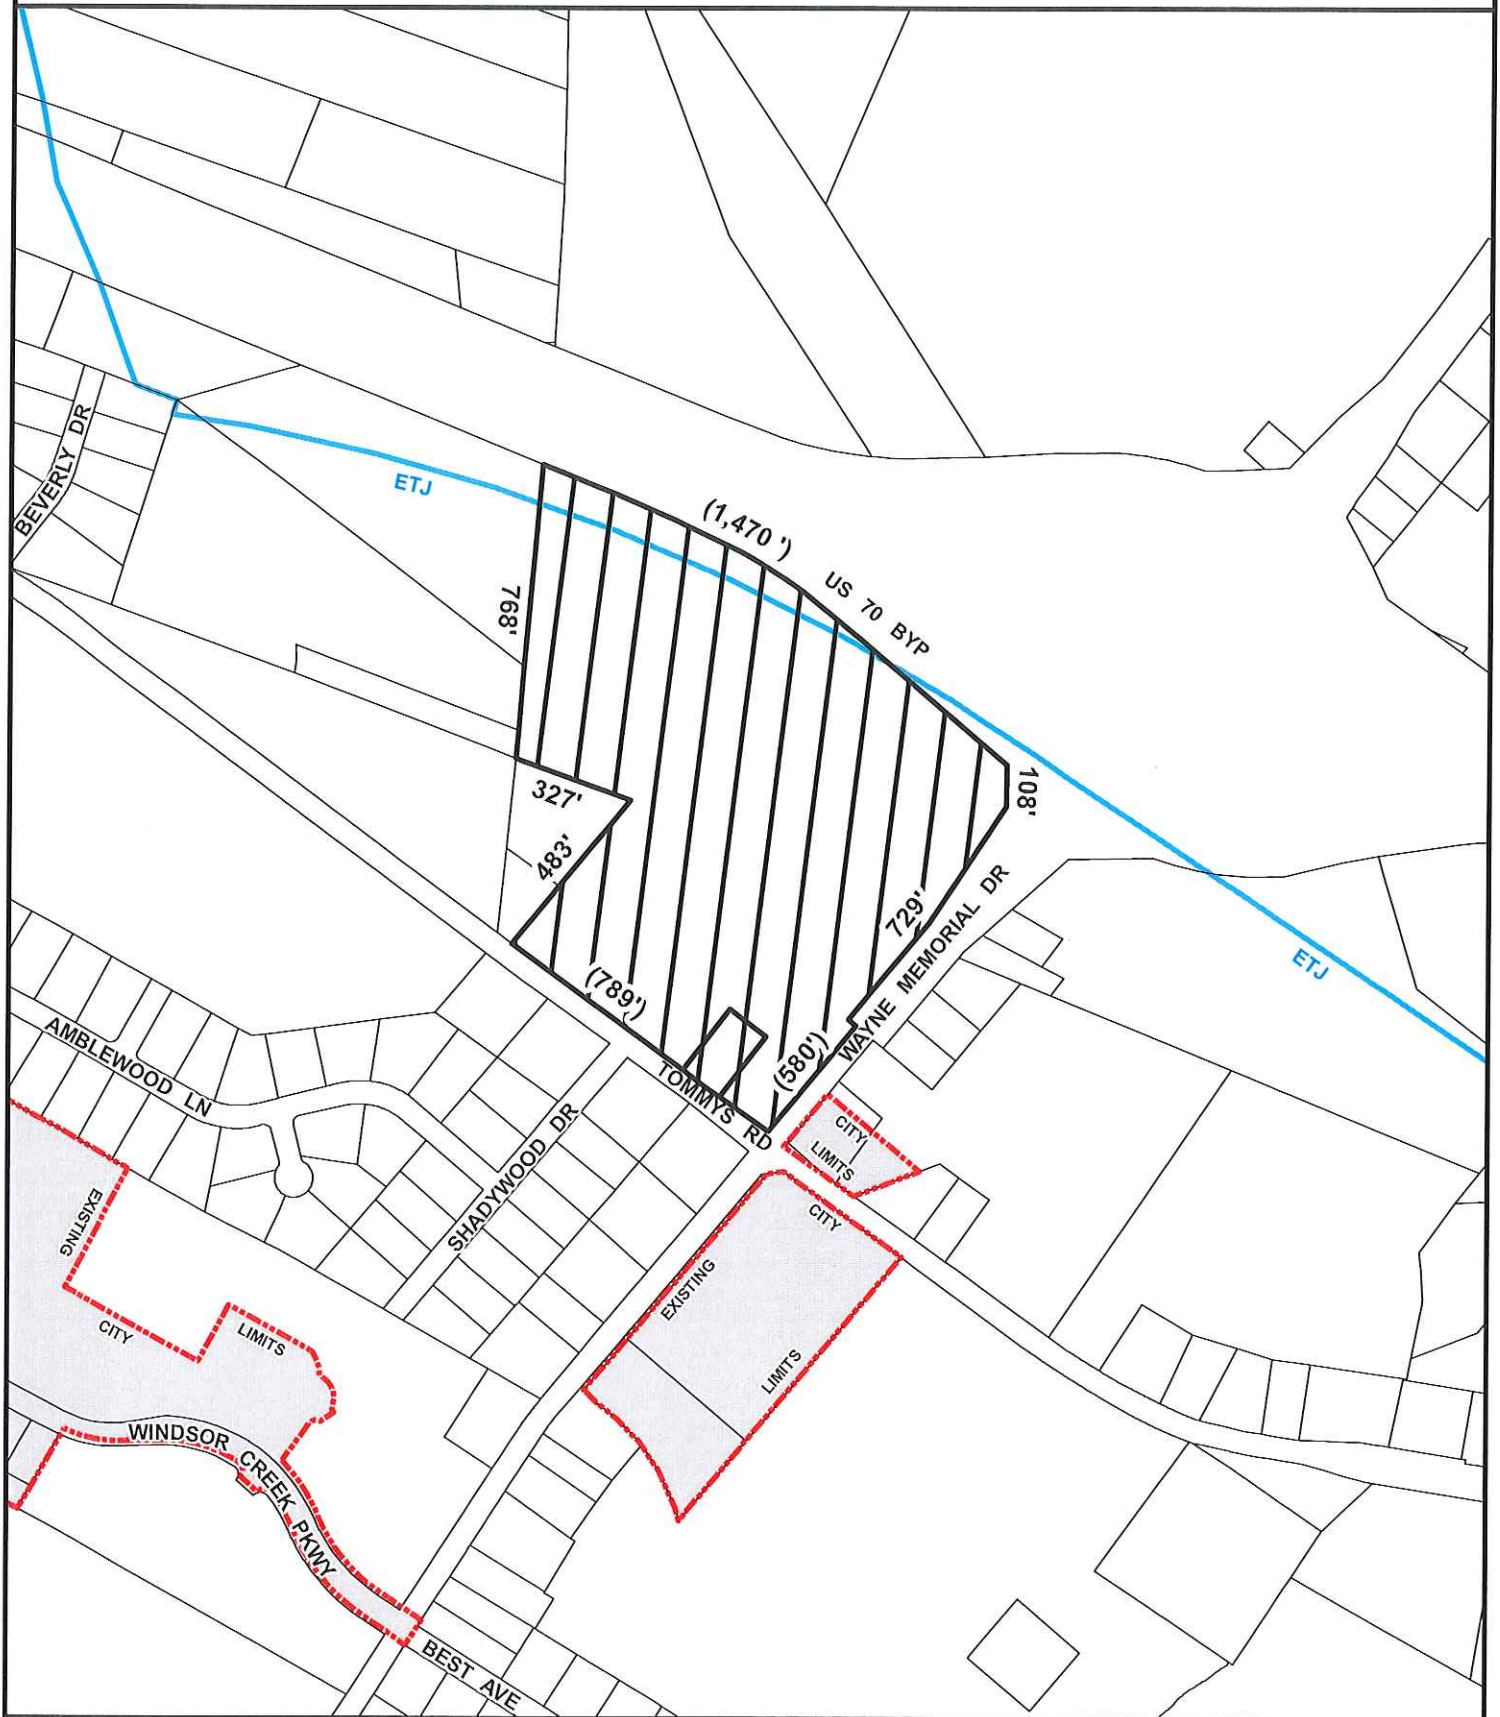 BEVERLY DR
ETJ
(1,470 ')
US 70 BYP
768'
108'
327'
483'
729'
WAYNE MEMORIAL DR
ETJ
(789')
(580')
TOMMYS RD
AMBLEWOOD LN
SHADYWOOD DR
CITY
LIMITS
EXISTING
CITY
LIMITS
CITY
EXISTING
LIMITS
WINDSOR CREEK PKWY
BEST AVE